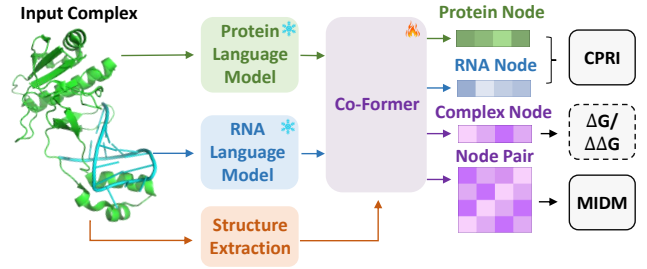 Input Complex
Protein
Language
Model
RNA
Language
Model
Structure
Extraction
Co-Former
Protein Node
RNA Node
Complex Node
Node Pair
CPRI
ΔG/
ΔΔG
MIDM